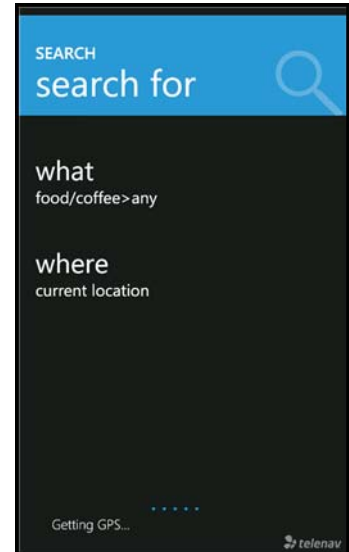 SEARCH
search for
what
food/coffee>any
where
current location
Getting GPS...
telenav